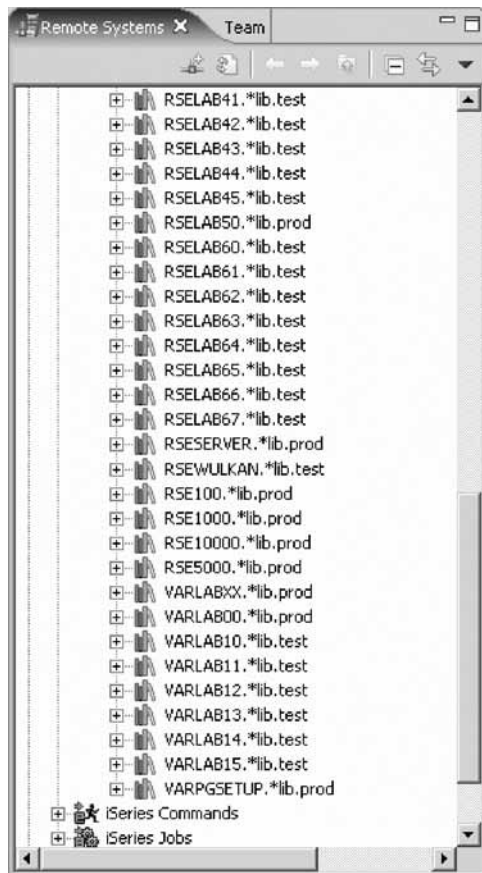 Remote Systems Team
RSELAB41.*lib.test
RSELAB42.*lib.test
RSELAB43.*lib.test
RSELAB44.*lib.test
RSELAB45.*lib.test
RSELAB50.*lib.prod
RSELAB60.*lib.test
RSELAB61.*lib.test
RSELAB62.*lib.test
RSELAB63.*lib.test
RSELAB64.*lib.test
RSELAB65.*lib.test
RSELAB66.*lib.test
RSELAB67.*lib.test
RSESERVER.*lib.prod
RSEWULKAN.*lib.test
RSE100.*lib.prod
RSE1000.*lib.prod
RSE10000.*lib.prod
RSE5000.*lib.prod
VARLABXX.*lib.prod
VARLAB00.*lib.prod
VARLAB10.*lib.test
VARLAB11.*lib.test
VARLAB12.*lib.test
VARLAB13.*lib.test
VARLAB14.*lib.test
VARLAB15.*lib.test
VARPGSETUP.*lib.prod
iSeries Commands
iSeries Jobs